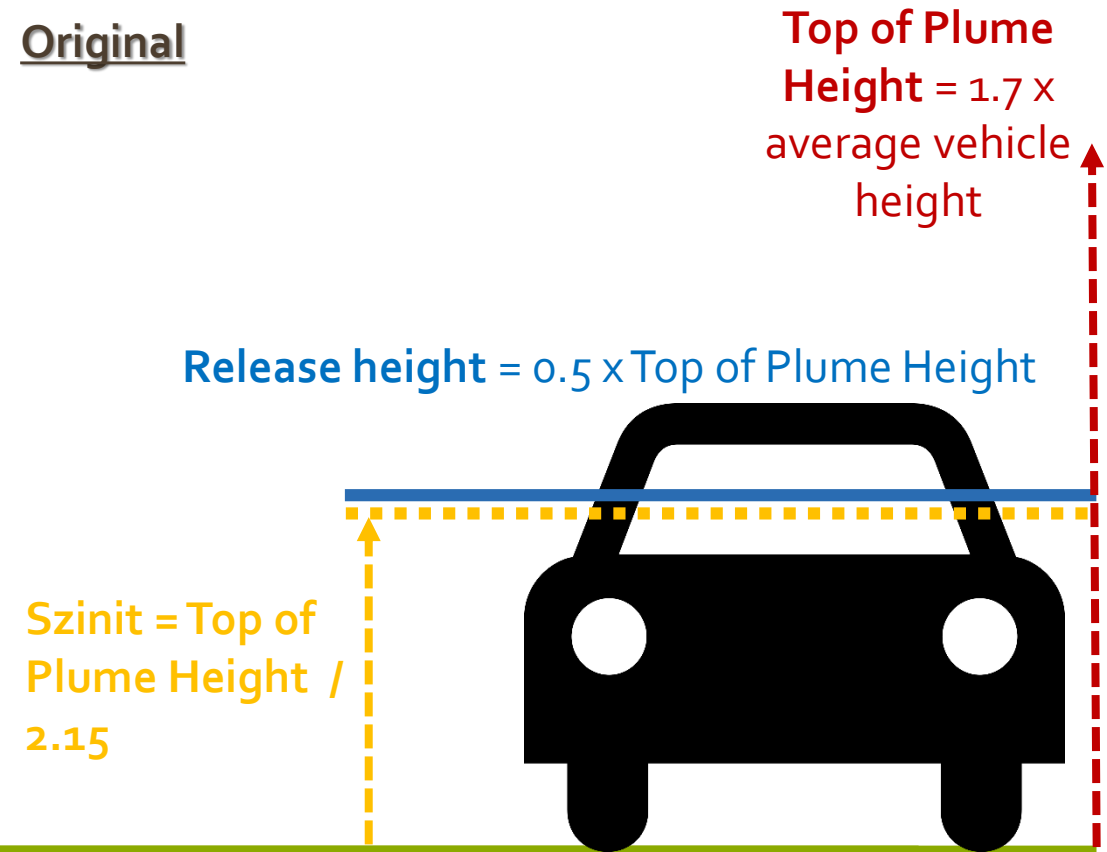 Original
Top of Plume
Height = 1.7 x
average vehicle
height
Release height = 0.5 x Top of Plume Height
Szinit = Top of
Plume Height /
2.15